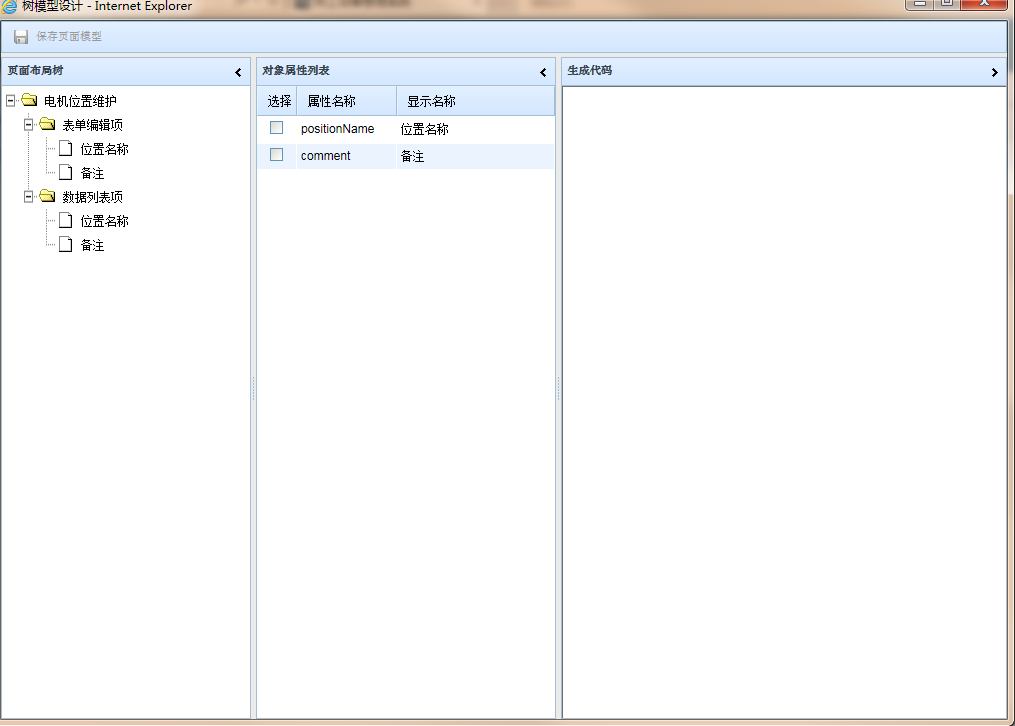 树模型设计 - Internet Explorer
保存页面模型
页面布局树
电机位置维护
表单编辑项
位置名称
备注
数据列表项
位置名称
备注
对象属性列表
选择 属性名称 显示名称
positionName 位置名称
comment 备注
生成代码